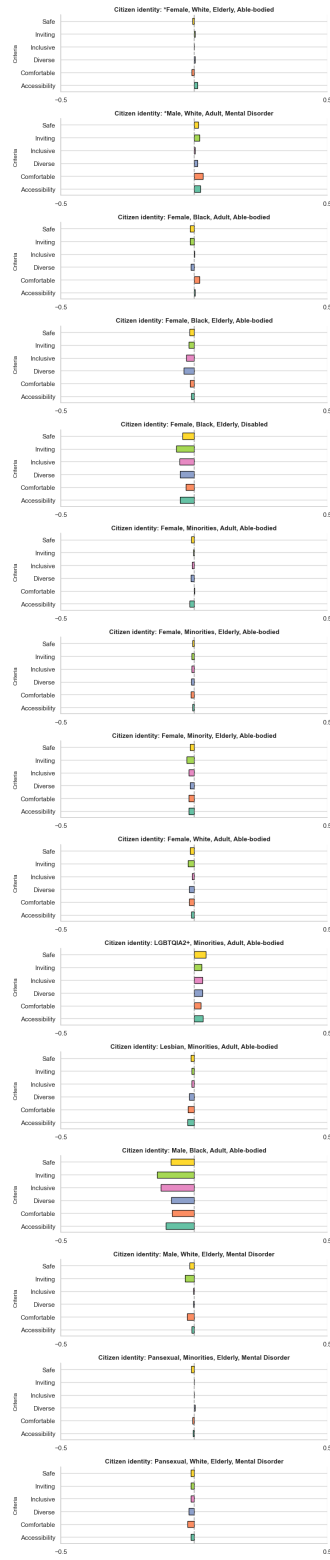 Citizen identity: *Female, White, Elderly, Able-bodied
Safe
Inviting
Inclusive
Diverse
Comfortable
Accessibility
Criteria
−0.5
0.5
Citizen identity: *Male, White, Adult, Mental Disorder
Safe
Inviting
Inclusive
Diverse
Comfortable
Accessibility
Criteria
−0.5
0.5
Citizen identity: Female, Black, Adult, Able-bodied
Safe
Inviting
Inclusive
Diverse
Comfortable
Accessibility
Criteria
−0.5
0.5
Citizen identity: Female, Black, Elderly, Able-bodied
Safe
Inviting
Inclusive
Diverse
Comfortable
Accessibility
Criteria
−0.5
0.5
Citizen identity: Female, Black, Elderly, Disabled
Safe
Inviting
Inclusive
Diverse
Comfortable
Accessibility
Criteria
−0.5
0.5
Citizen identity: Female, Minorities, Adult, Able-bodied
Safe
Inviting
Inclusive
Diverse
Comfortable
Accessibility
Criteria
−0.5
0.5
Citizen identity: Female, Minorities, Elderly, Able-bodied
Safe
Inviting
Inclusive
Diverse
Comfortable
Accessibility
Criteria
−0.5
0.5
Citizen identity: Female, Minority, Elderly, Able-bodied
Safe
Inviting
Inclusive
Diverse
Comfortable
Accessibility
Criteria
−0.5
0.5
Citizen identity: Female, White, Adult, Able-bodied
Safe
Inviting
Inclusive
Diverse
Comfortable
Accessibility
Criteria
−0.5
0.5
Citizen identity: LGBTQIA2+, Minorities, Adult, Able-bodied
Safe
Inviting
Inclusive
Diverse
Comfortable
Accessibility
Criteria
−0.5
0.5
Citizen identity: Lesbian, Minorities, Adult, Able-bodied
Safe
Inviting
Inclusive
Diverse
Comfortable
Accessibility
Criteria
−0.5
0.5
Citizen identity: Male, Black, Adult, Able-bodied
Safe
Inviting
Inclusive
Diverse
Comfortable
Accessibility
Criteria
−0.5
0.5
Citizen identity: Male, White, Elderly, Mental Disorder
Safe
Inviting
Inclusive
Diverse
Comfortable
Accessibility
Criteria
−0.5
0.5
Citizen identity: Pansexual, Minorities, Elderly, Mental Disorder
Safe
Inviting
Inclusive
Diverse
Comfortable
Accessibility
Criteria
−0.5
0.5
Citizen identity: Pansexual, White, Elderly, Mental Disorder
Safe
Inviting
Inclusive
Diverse
Comfortable
Accessibility
Criteria
−0.5
0.5